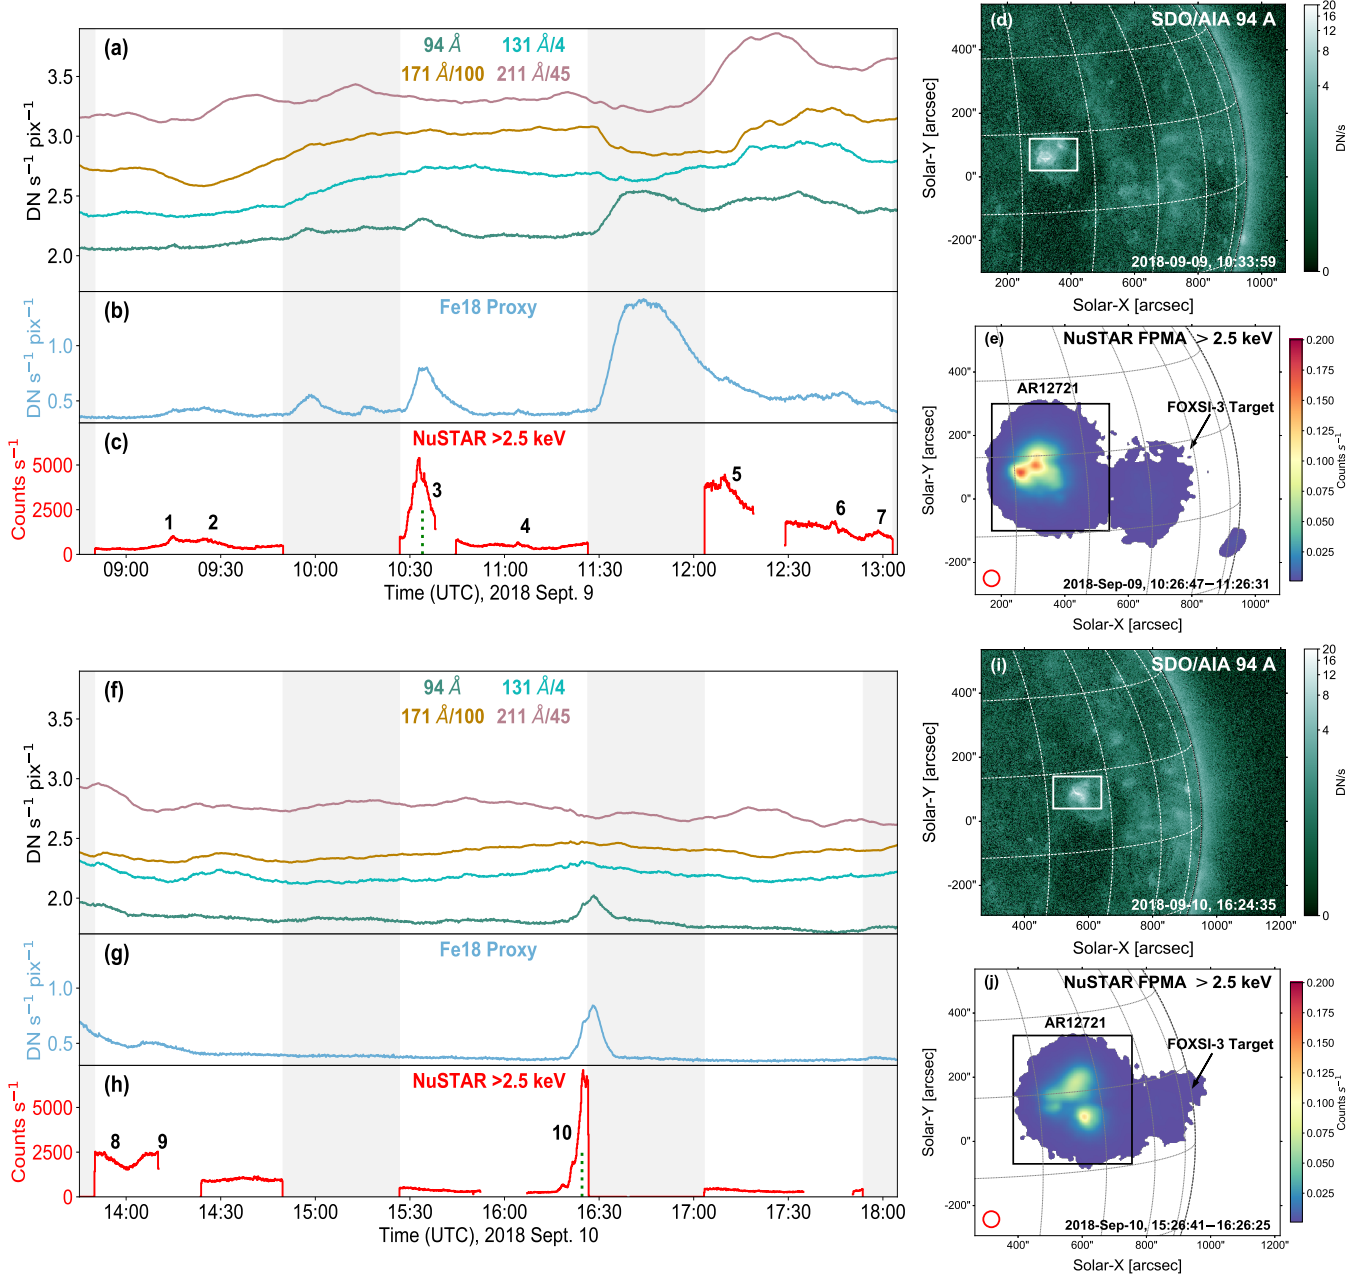 (a)
94 Å
131 Å/4
171 Å/100
211 Å/45
3.5
3.0
2.5
2.0
DN s−1 pix−1
(b)
Fe18 Proxy
1.0
0.5
DN s−1 pix−1
(c)
NuSTAR >2.5 keV
5000
2500
0
Counts s−1
1
2
3
4
5
6
7
09:00
09:30
10:00
10:30
11:00
11:30
12:00
12:30
13:00
Time (UTC), 2018 Sept. 9
(d)
SDO/AIA 94 A
400"
200"
0"
-200"
Solar-Y [arcsec]
2018-09-09, 10:33:59
200"
400"
600"
800"
1000"
Solar-X [arcsec]
20
16
12
8
4
0
DN/s
(e)
NuSTAR FPMA > 2.5 keV
AR12721
FOXSI-3 Target
400"
200"
0"
-200"
Solar-Y [arcsec]
2018-Sep-09, 10:26:47−11:26:31
200"
400"
600"
800"
1000"
Solar-X [arcsec]
0.200
0.175
0.150
0.125
0.100
0.075
0.050
0.025
Counts s−1
(f)
94 Å
131 Å/4
171 Å/100
211 Å/45
3.5
3.0
2.5
2.0
DN s−1 pix−1
(g)
Fe18 Proxy
1.0
0.5
DN s−1 pix−1
(h)
NuSTAR >2.5 keV
5000
2500
0
Counts s−1
8
9
10
14:00
14:30
15:00
15:30
16:00
16:30
17:00
17:30
18:00
Time (UTC), 2018 Sept. 10
(i)
SDO/AIA 94 A
400"
200"
0"
-200"
Solar-Y [arcsec]
2018-09-10, 16:24:35
400"
600"
800"
1000"
1200"
Solar-X [arcsec]
20
16
12
8
4
0
DN/s
(j)
NuSTAR FPMA > 2.5 keV
AR12721
FOXSI-3 Target
400"
200"
0"
-200"
Solar-Y [arcsec]
2018-Sep-10, 15:26:41−16:26:25
400"
600"
800"
1000"
1200"
Solar-X [arcsec]
0.200
0.175
0.150
0.125
0.100
0.075
0.050
0.025
Counts s−1